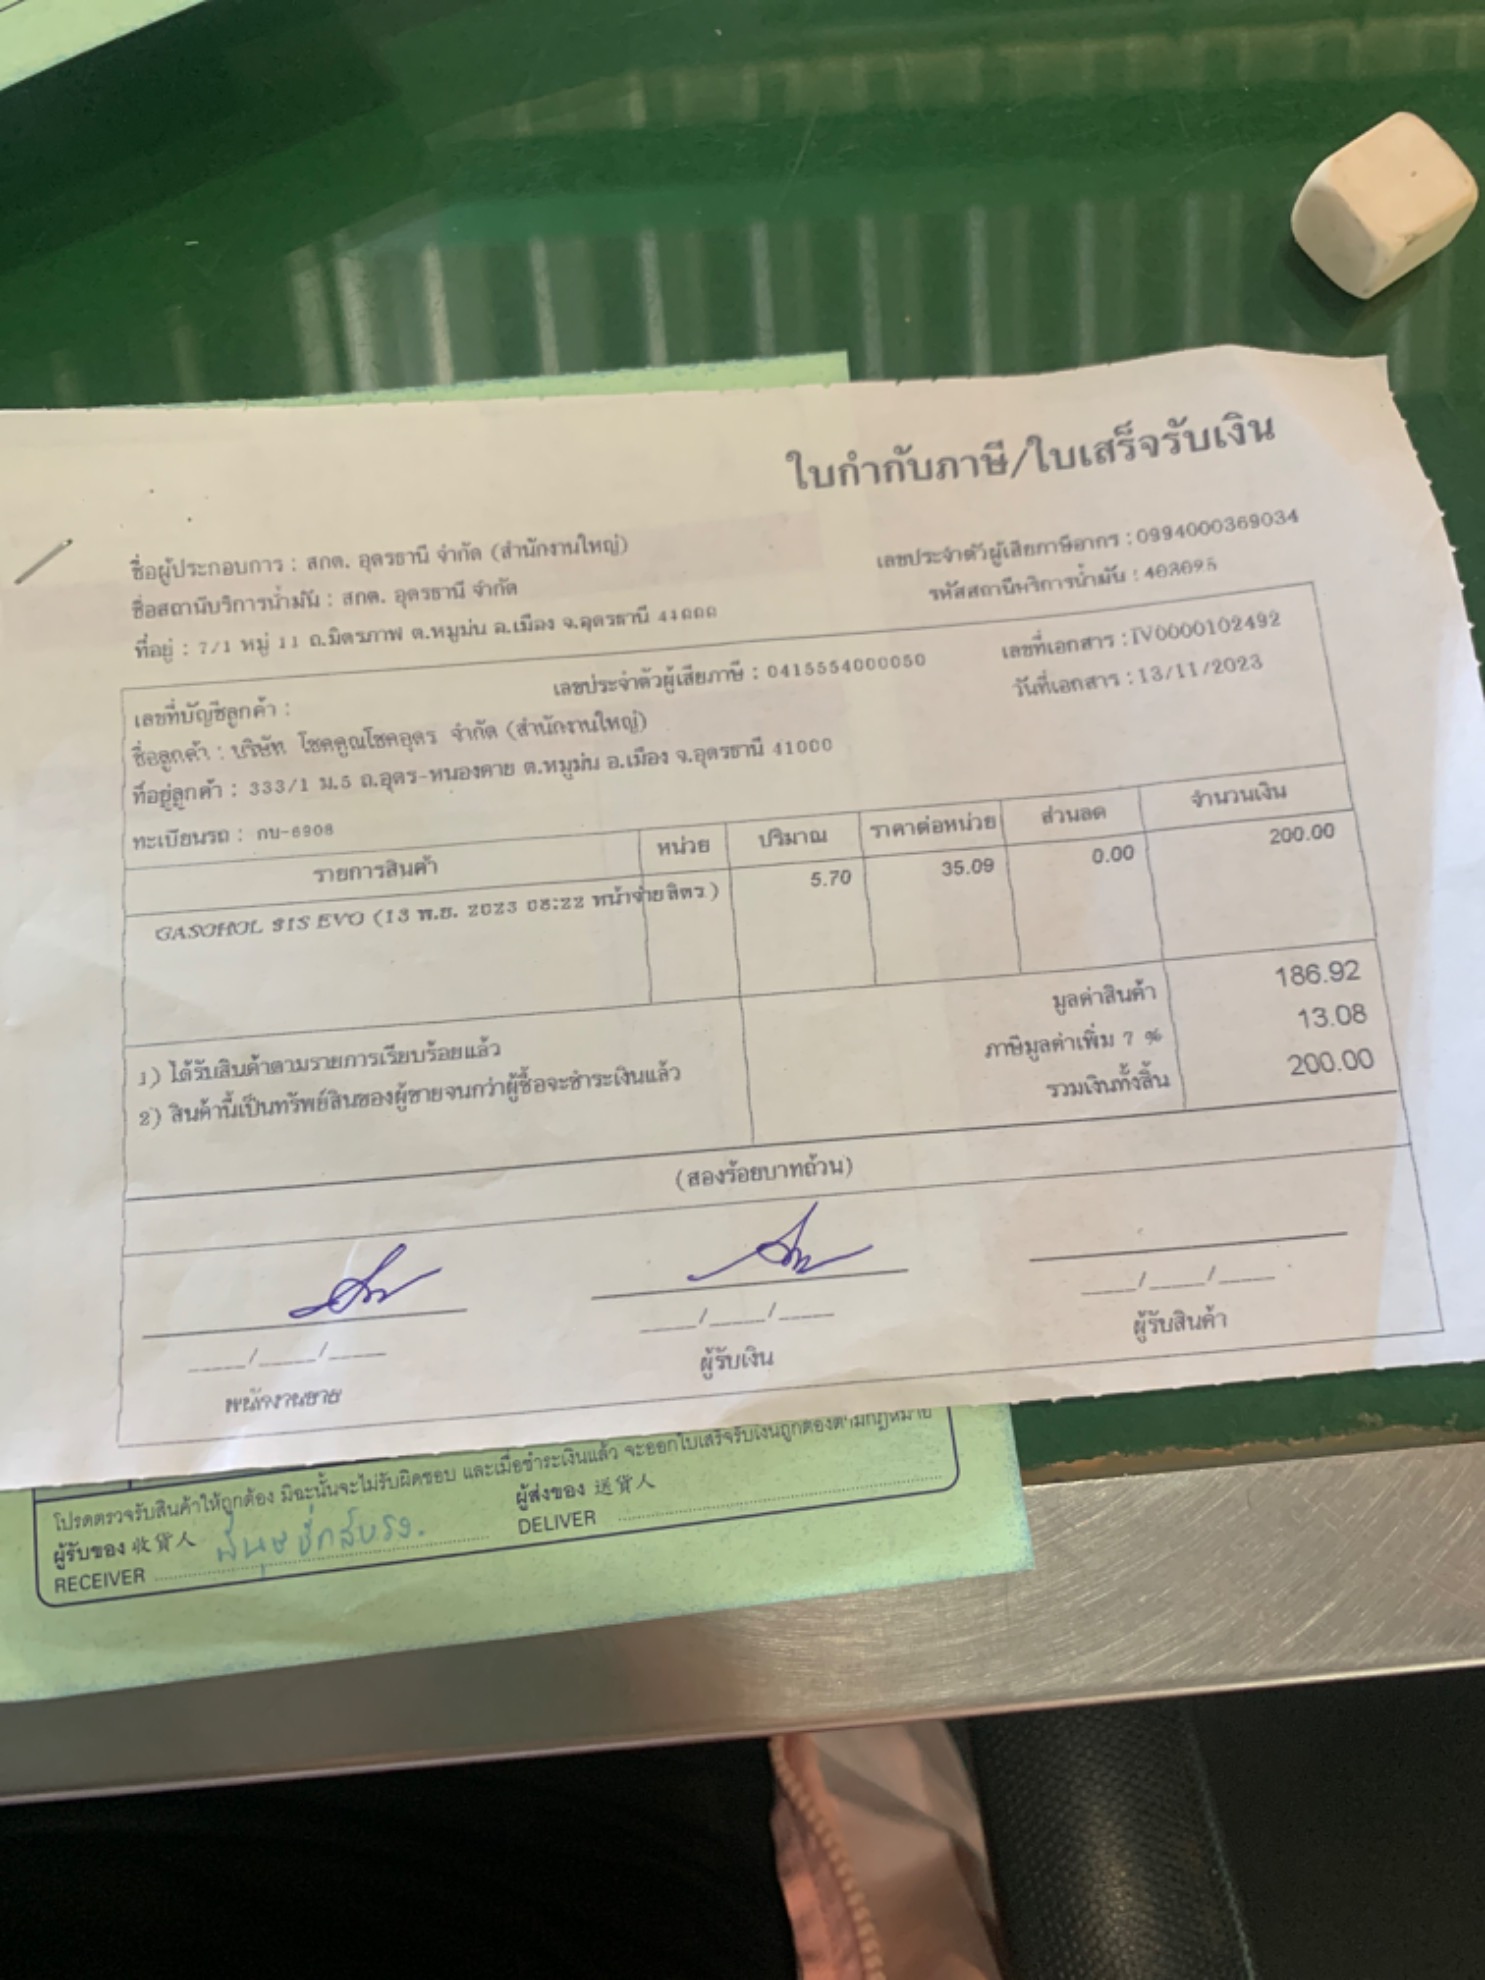 ใบกำกับภาษี/ใบเสร็จรับเงิน
ชื่อผู้ประกอบการ : สกต. อุดรธานี จำกัด (สำนักงานใหญ่)
เลขประจำตัวผู้เสียภาษีอากร : 0994000369034
ชื่อสถานีบริการน้ำมัน : สกต. อุดรธานี จำกัด
รหัสสถานีบริการน้ำมัน : 403095
ที่อยู่ : 7/1 หมู่ 11 ถ.มิตรภาพ ต.หมูม่น อ.เมือง จ.อุดรธานี 41000
เลขที่บัญชีลูกค้า :
เลขประจำตัวผู้เสียภาษี : 0415554000050
เลขที่เอกสาร : IV0000102492
ชื่อลูกค้า : บริษัท โชคคูณโชคอุดร จำกัด (สำนักงานใหญ่)
วันที่เอกสาร : 13/11/2023
ที่อยู่ลูกค้า : 333/1 ม.5 ถ.อุดร-หนองคาย ต.หมูม่น อ.เมือง จ.อุดรธานี 41000
ทะเบียนรถ : กบ-6908
รายการสินค้า หน่วย ปริมาณ ราคาต่อหน่วย ส่วนลด จำนวนเงิน
GASOHOL 91S EVO (13 พ.ย. 2023 08:22 หน้าจ่าย ลิตร ) 5.70 35.09 0.00 200.00
มูลค่าสินค้า 186.92
1) ได้รับสินค้าตามรายการเรียบร้อยแล้ว
ภาษีมูลค่าเพิ่ม 7 % 13.08
2) สินค้านี้เป็นทรัพย์สินของผู้ขายจนกว่าผู้ซื้อจะชำระเงินแล้ว
รวมเงินทั้งสิ้น 200.00
(สองร้อยบาทถ้วน)
____/____/____ ____/____/____ ____/____/____
พนักงานขาย ผู้รับเงิน ผู้รับสินค้า
โปรดตรวจรับสินค้าให้ถูกต้อง มิฉะนั้นจะไม่รับผิดชอบ และเมื่อชำระเงินแล้ว จะออกใบเสร็จรับเงินถูกต้องตามกฎหมาย
ผู้รับของ 收貨人 ผู้ส่งของ 送貨人
RECEIVER DELIVER